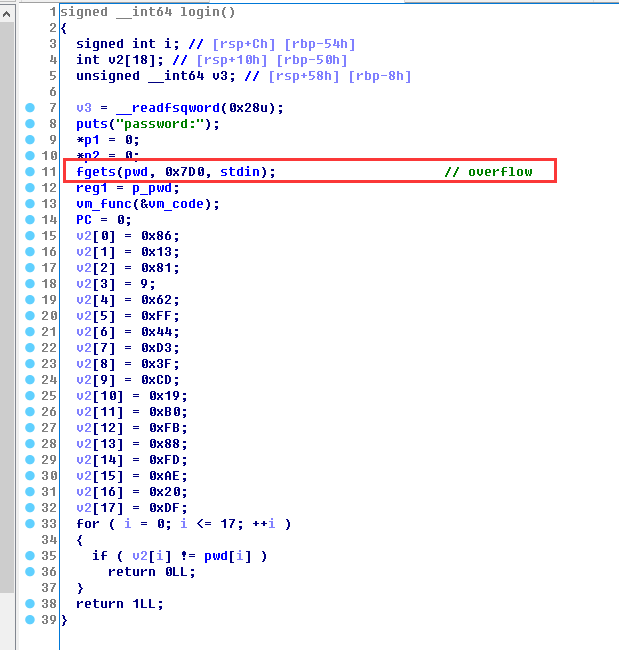 1 signed __int64 login()
2 {
3 signed int i; // [rsp+Ch] [rbp-54h]
4 int v2[18]; // [rsp+10h] [rbp-50h]
5 unsigned __int64 v3; // [rsp+58h] [rbp-8h]
6
7 v3 = __readfsqword(0x28u);
8 puts("password:");
9 *p1 = 0;
10 *p2 = 0;
11 fgets(pwd, 0x7D0, stdin); // overflow
12 reg1 = p_pwd;
13 vm_func(&vm_code);
14 PC = 0;
15 v2[0] = 0x86;
16 v2[1] = 0x13;
17 v2[2] = 0x81;
18 v2[3] = 9;
19 v2[4] = 0x62;
20 v2[5] = 0xFF;
21 v2[6] = 0x44;
22 v2[7] = 0xD3;
23 v2[8] = 0x3F;
24 v2[9] = 0xCD;
25 v2[10] = 0x19;
26 v2[11] = 0xB0;
27 v2[12] = 0xFB;
28 v2[13] = 0x88;
29 v2[14] = 0xFD;
30 v2[15] = 0xAE;
31 v2[16] = 0x20;
32 v2[17] = 0xDF;
33 for ( i = 0; i <= 17; ++i )
34 {
35 if ( v2[i] != pwd[i] )
36 return 0LL;
37 }
38 return 1LL;
39 }